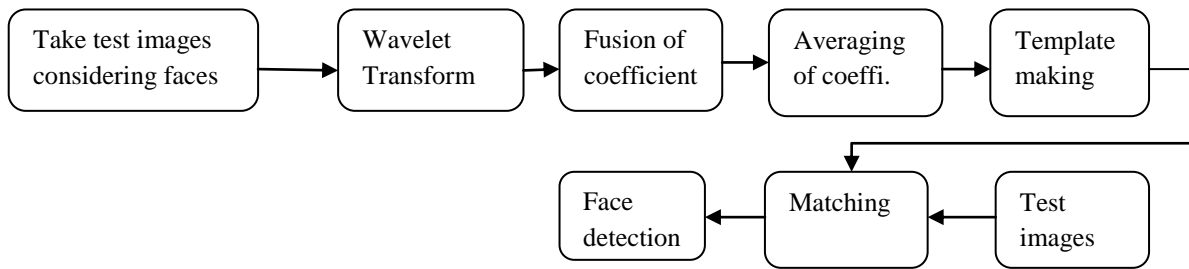 Take test images
considering faces
Wavelet
Transform
Fusion of
coefficient
Averaging
of coeffi.
Template
making
Face
detection
Matching
Test
images